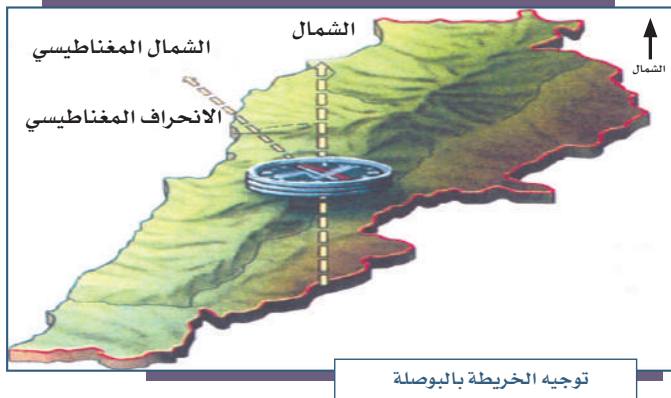 الشمال
الشمال
الشمال المغناطيسي
الانحراف المغناطيسي
توجيه الخريطة بالبوصلة